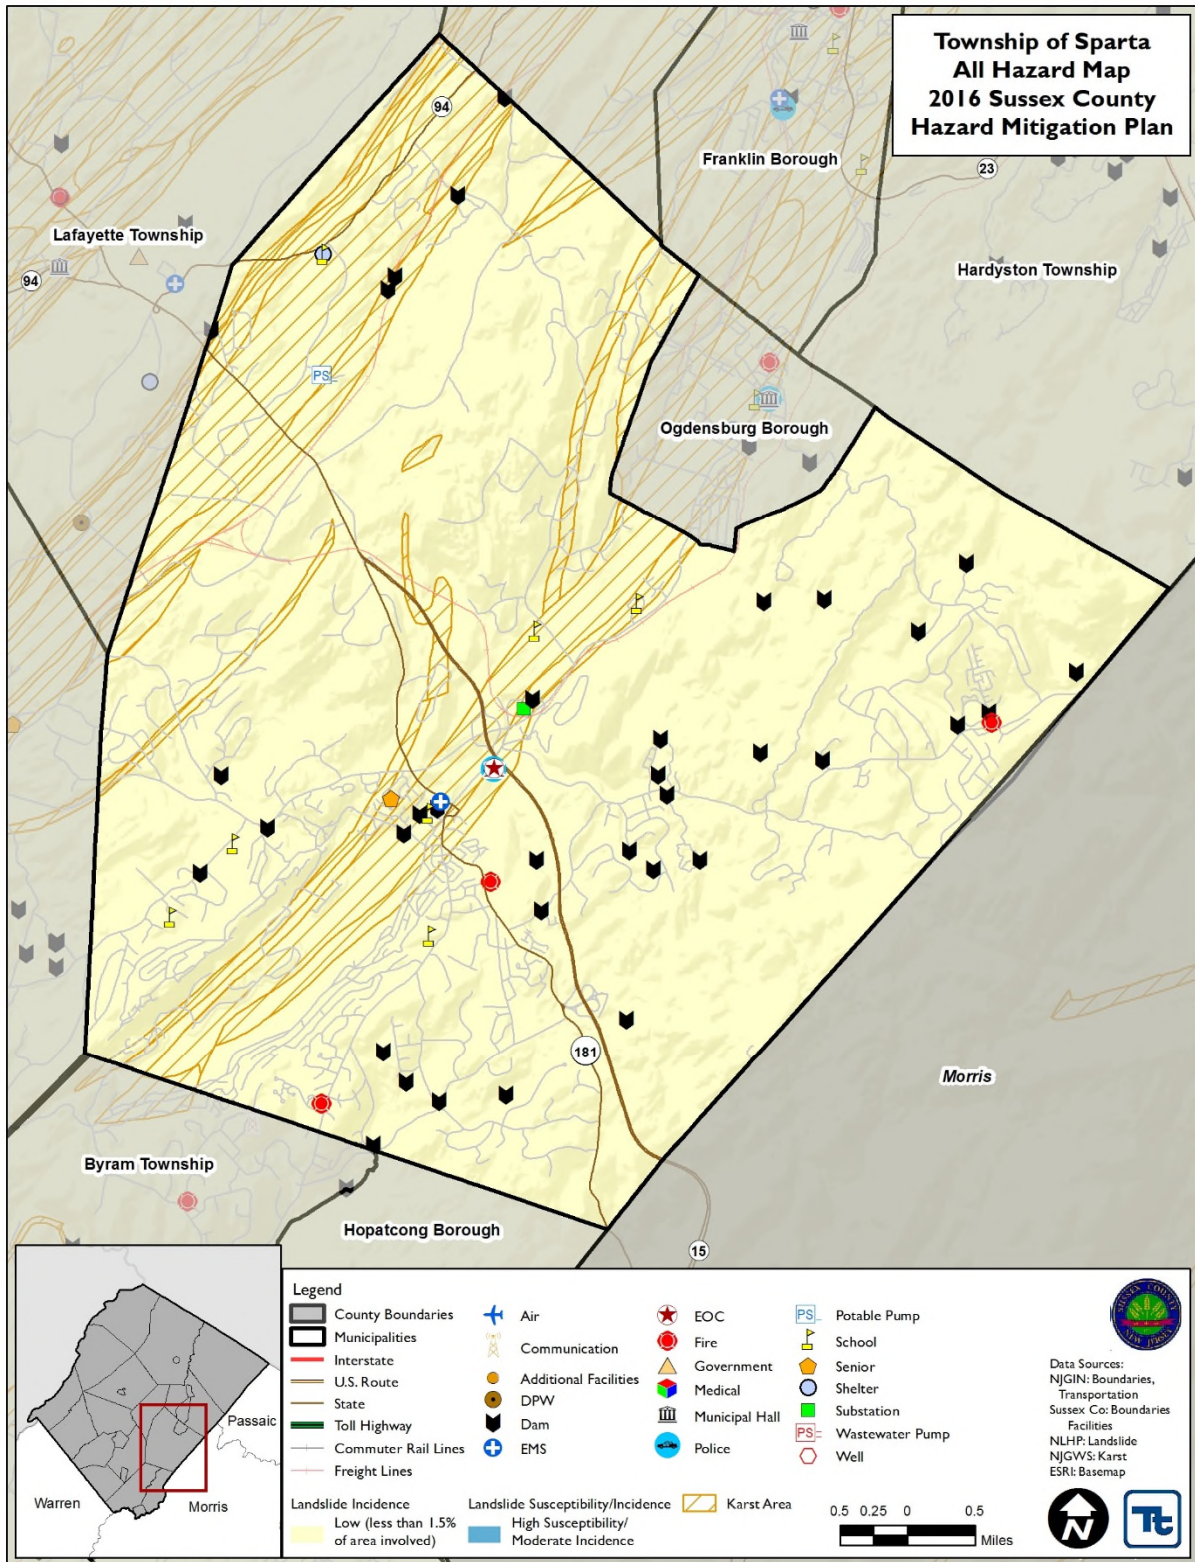 Township of Sparta
All Hazard Map
2016 Sussex County
Hazard Mitigation Plan
94
Franklin Borough
23
Lafayette Township
94
Hardyston Township
PS
Ogdensburg Borough
181
Morris
Byram Township
Hopatcong Borough
15
Passaic
Warren
Morris
Legend
County Boundaries
Municipalities
Interstate
U.S. Route
State
Toll Highway
Commuter Rail Lines
Freight Lines
Air
Communication
Additional Facilities
DPW
Dam
EMS
EOC
Fire
Government
Medical
Municipal Hall
Police
PS Potable Pump
School
Senior
Shelter
Substation
PS Wastewater Pump
Well
Landslide Incidence
Low (less than 1.5%
of area involved)
Landslide Susceptibility/Incidence
High Susceptibility/
Moderate Incidence
Karst Area
SUSSEX COUNTY
NEW JERSEY
Data Sources:
NJGIN: Boundaries,
Transportation
Sussex Co: Boundaries
Facilities
NLHP: Landslide
NJGWS: Karst
ESRI: Basemap
0.5 0.25 0 0.5
Miles
N
Tt